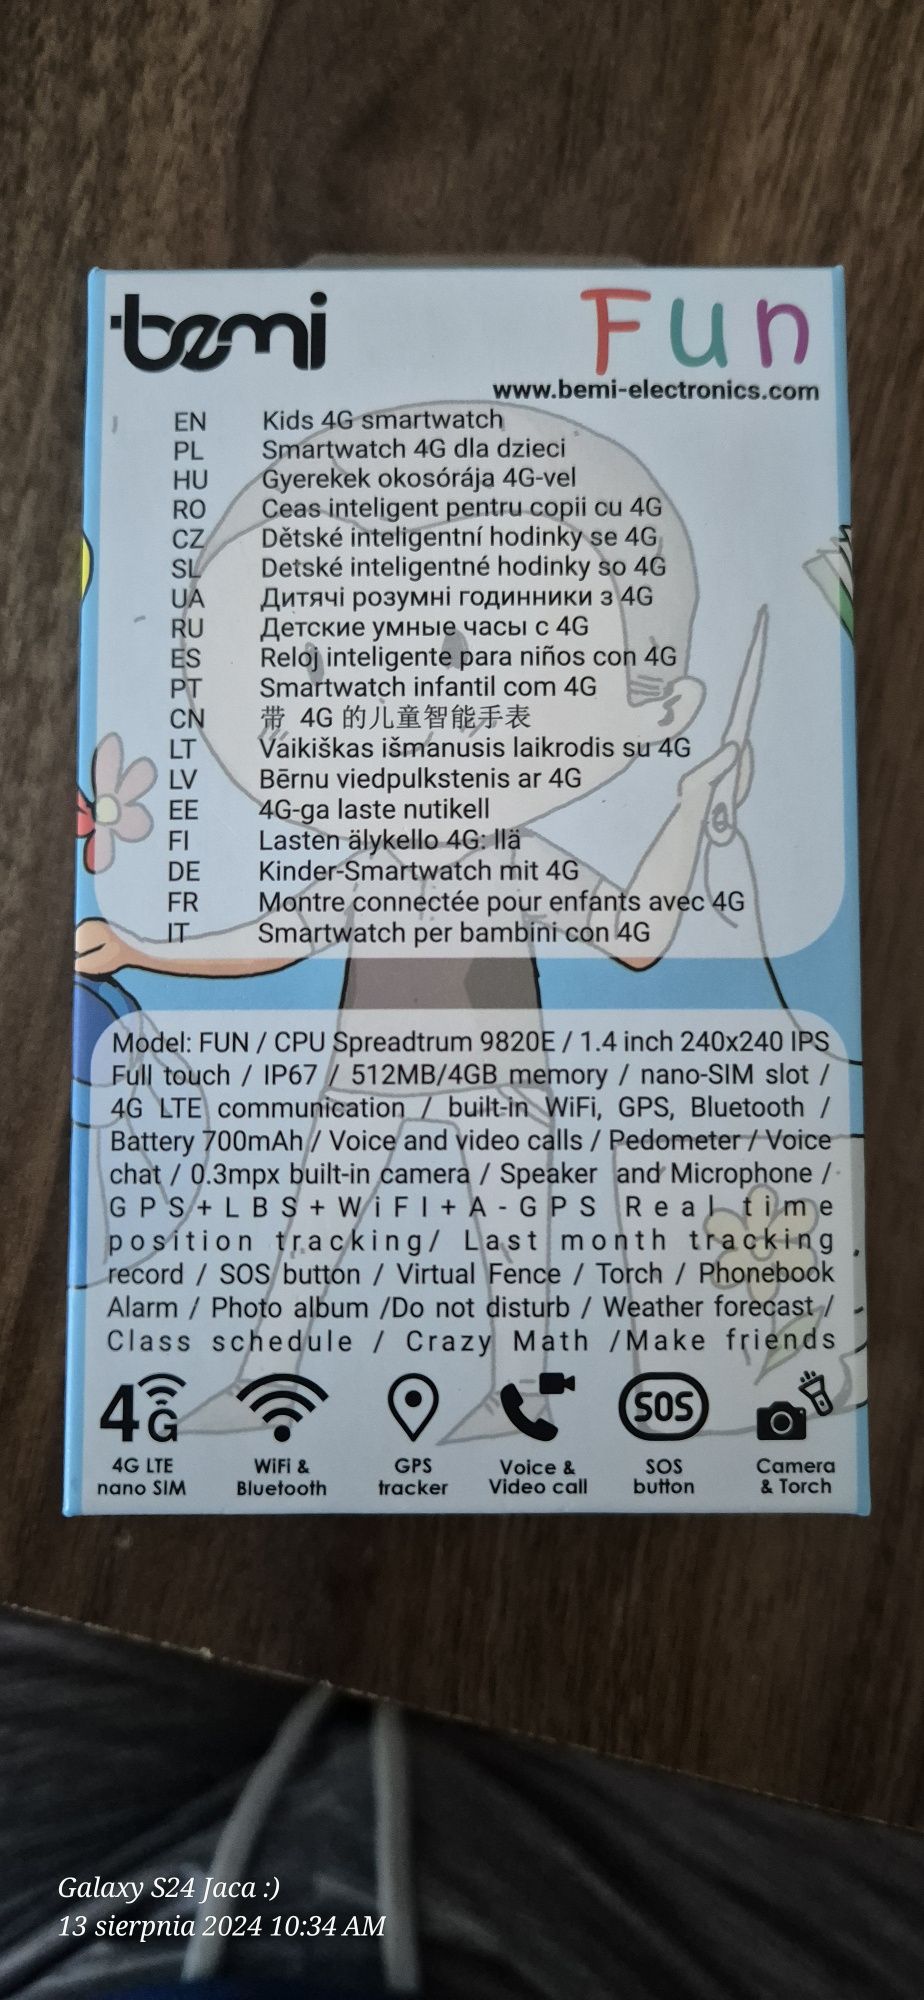 bemi
Fun
www.bemi-electronics.com
EN Kids 4G smartwatch
PL Smartwatch 4G dla dzieci
HU Gyerekek okosórája 4G-vel
RO Ceas inteligent pentru copii cu 4G
CZ Dětské inteligentní hodinky se 4G
SL Detské inteligentné hodinky so 4G
UA Дитячі розумні годинники з 4G
RU Детские умные часы с 4G
ES Reloj inteligente para niños con 4G
PT Smartwatch infantil com 4G
CN 带 4G 的儿童智能手表
LT Vaikiškas išmanusis laikrodis su 4G
LV Bērnu viedpulkstenis ar 4G
EE 4G-ga laste nutikell
FI Lasten älykello 4G: llä
DE Kinder-Smartwatch mit 4G
FR Montre connectée pour enfants avec 4G
IT Smartwatch per bambini con 4G
Model: FUN / CPU Spreadtrum 9820E / 1.4 inch 240x240 IPS
Full touch / IP67 / 512MB/4GB memory / nano-SIM slot /
4G LTE communication / built-in WiFi, GPS, Bluetooth /
Battery 700mAh / Voice and video calls / Pedometer / Voice
chat / 0.3mpx built-in camera / Speaker and Microphone /
GPS+LBS+WiFI+A-GPS Real time
position tracking/ Last month tracking
record / SOS button / Virtual Fence / Torch / Phonebook
Alarm / Photo album /Do not disturb / Weather forecast /
Class schedule / Crazy Math /Make friends
4G
SOS
4G LTE nano SIM
WiFi & Bluetooth
GPS tracker
Voice & Video call
SOS button
Camera & Torch
Galaxy S24 Jaca :)
13 sierpnia 2024 10:34 AM